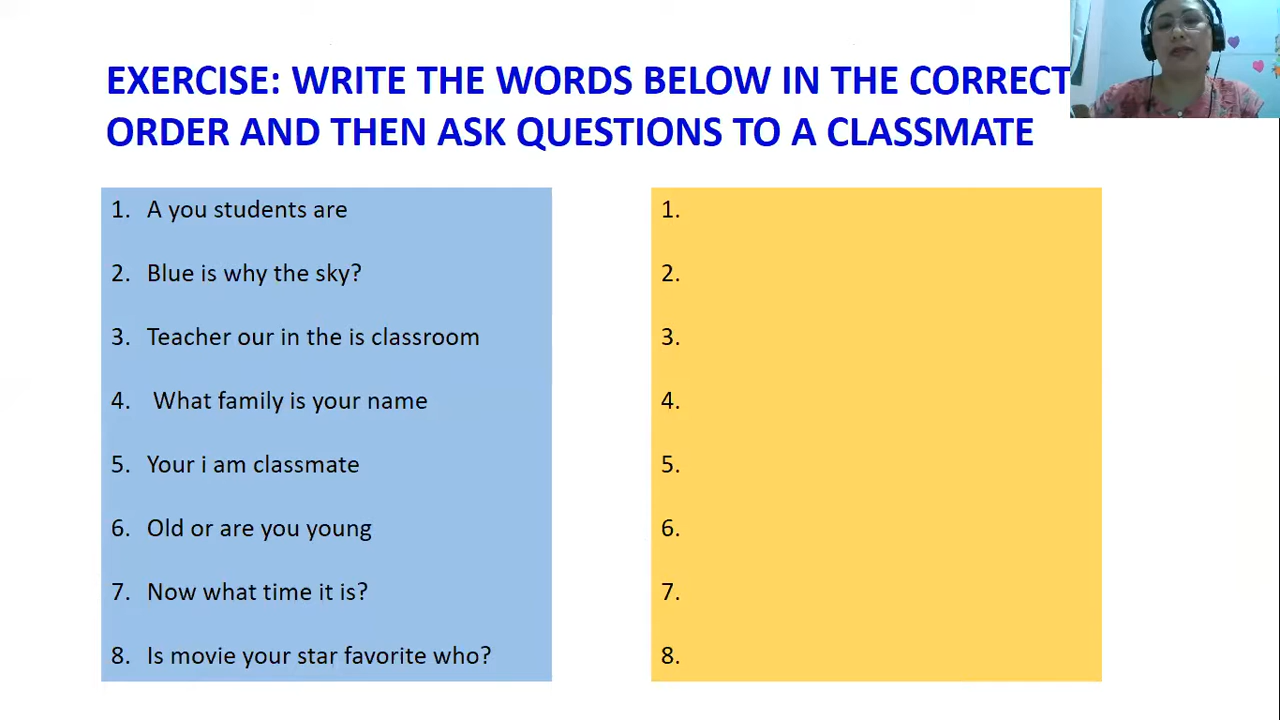 EXERCISE: WRITE THE WORDS BELOW IN THE CORRECT
ORDER AND THEN ASK QUESTIONS TO A CLASSMATE
1. A you students are
2. Blue is why the sky?
3. Teacher our in the is classroom
4. What family is your name
5. Your i am classmate
6. Old or are you young
7. Now what time it is?
8. Is movie your star favorite who?
1.
2.
3.
4.
5.
6.
7.
8.